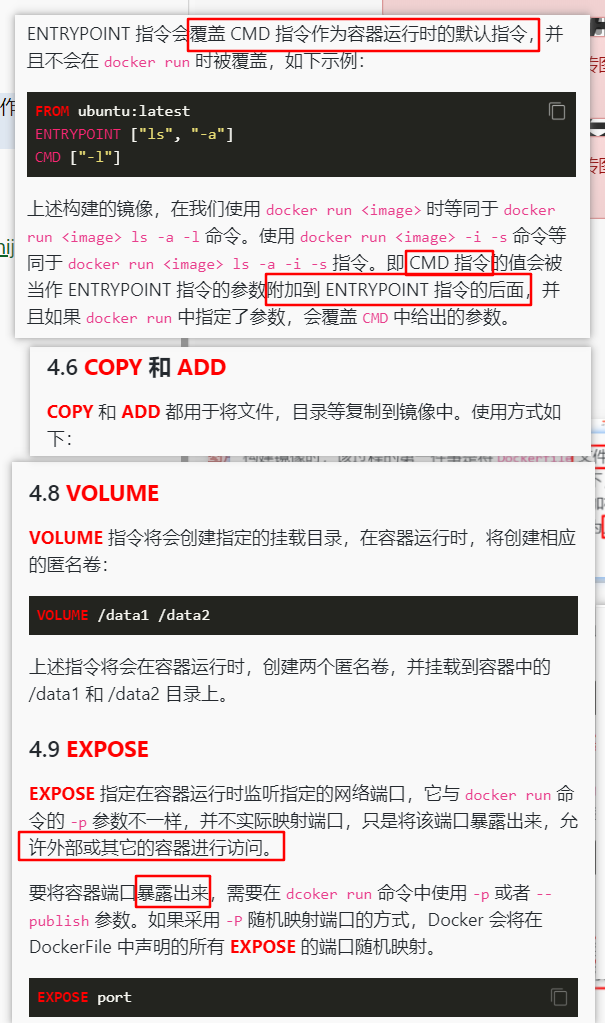 ENTRYPOINT 指令会覆盖 CMD 指令作为容器运行时的默认指令，并
且不会在 docker run 时被覆盖，如下示例：
FROM ubuntu:latest
ENTRYPOINT ["ls", "-a"]
CMD ["-l"]
上述构建的镜像，在我们使用 docker run <image> 时等同于 docker
run <image> ls -a -l 命令。使用 docker run <image> -i -s 命令等
同于 docker run <image> ls -a -i -s 指令。即 CMD 指令的值会被
当作 ENTRYPOINT 指令的参数附加到 ENTRYPOINT 指令的后面，并
且如果 docker run 中指定了参数，会覆盖 CMD 中给出的参数。
4.6 COPY 和 ADD
COPY 和 ADD 都用于将文件，目录等复制到镜像中。使用方式如
下：
4.8 VOLUME
VOLUME 指令将会创建指定的挂载目录，在容器运行时，将创建相应
的匿名卷：
VOLUME /data1 /data2
上述指令将会在容器运行时，创建两个匿名卷，并挂载到容器中的
/data1 和 /data2 目录上。
4.9 EXPOSE
EXPOSE 指定在容器运行时监听指定的网络端口，它与 docker run 命
令的 -p 参数不一样，并不实际映射端口，只是将该端口暴露出来，允
许外部或其它的容器进行访问。
要将容器端口暴露出来，需要在 dcoker run 命令中使用 -p 或者 --
publish 参数。如果采用 -P 随机映射端口的方式，Docker 会将在
DockerFile 中声明的所有 EXPOSE 的端口随机映射。
EXPOSE port